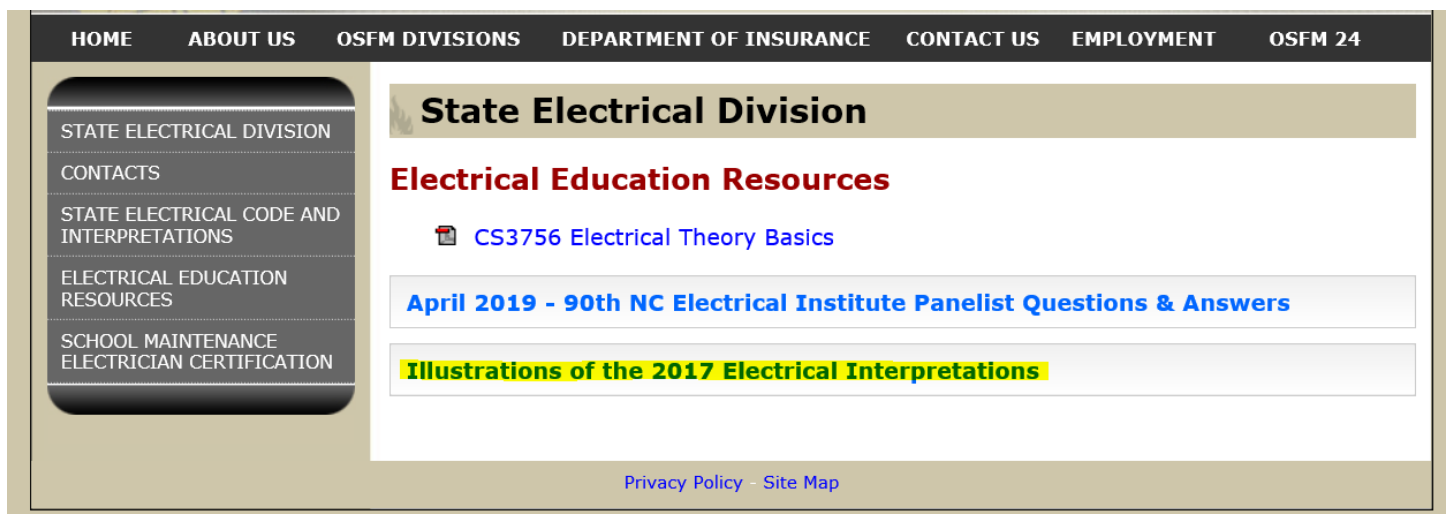 HOME ABOUT US OSFM DIVISIONS DEPARTMENT OF INSURANCE CONTACT US EMPLOYMENT OSFM 24
STATE ELECTRICAL DIVISION
CONTACTS
STATE ELECTRICAL CODE AND
INTERPRETATIONS
ELECTRICAL EDUCATION
RESOURCES
SCHOOL MAINTENANCE
ELECTRICIAN CERTIFICATION
State Electrical Division
Electrical Education Resources
CS3756 Electrical Theory Basics
April 2019 - 90th NC Electrical Institute Panelist Questions & Answers
Illustrations of the 2017 Electrical Interpretations
Privacy Policy - Site Map